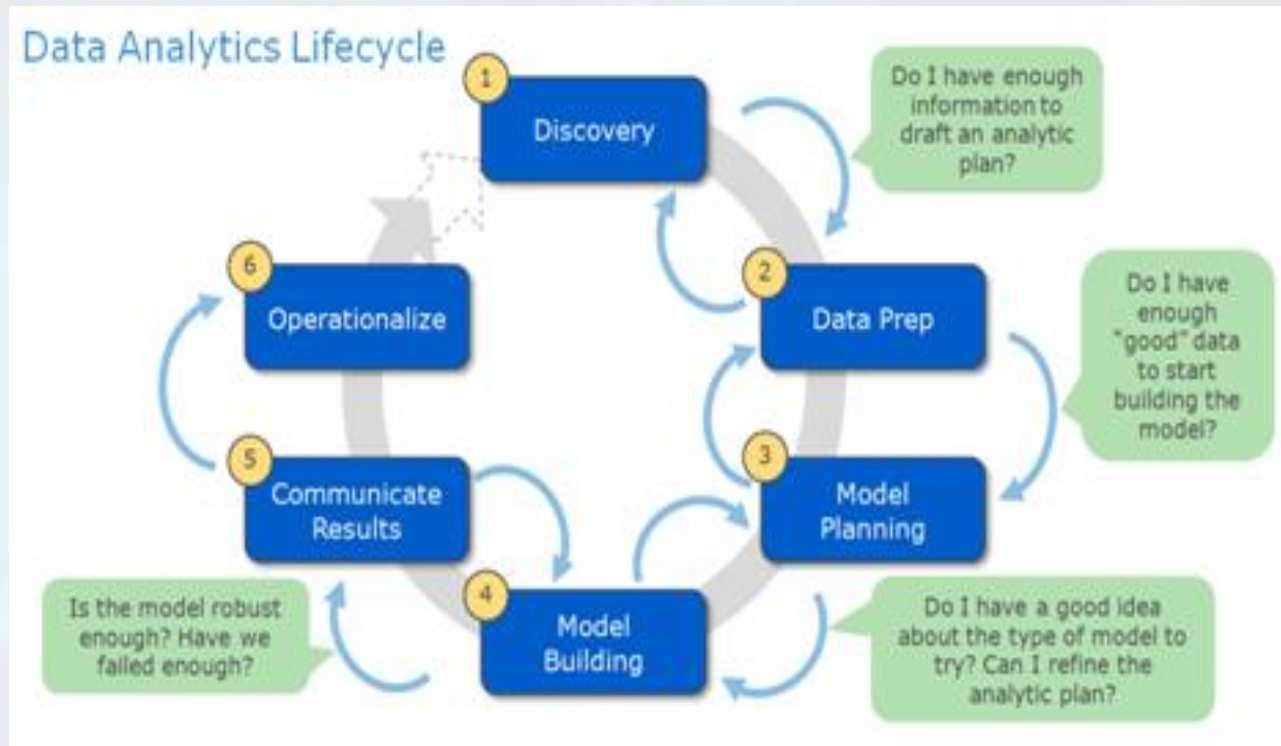 Data Analytics Lifecycle
1
Discovery
Do I have enough
information to
draft an analytic
plan?
2
Data Prep
Do I have
enough
"good" data
to start
building the
model?
3
Model
Planning
Do I have a good idea
about the type of model to
try? Can I refine the
analytic plan?
4
Model
Building
Is the model robust
enough? Have we
failed enough?
5
Communicate
Results
6
Operationalize